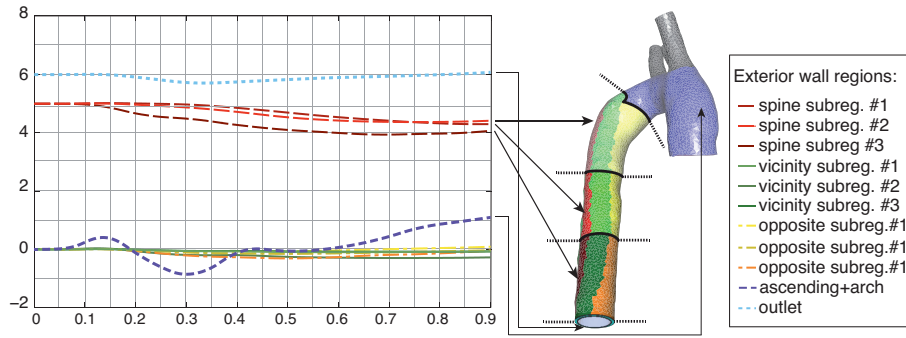 8
6
4
2
0
−2
0 0.1 0.2 0.3 0.4 0.5 0.6 0.7 0.8 0.9
Exterior wall regions:
spine subreg. #1
spine subreg. #2
spine subreg. #3
vicinity subreg. #1
vicinity subreg. #2
vicinity subreg. #3
opposite subreg.#1
opposite subreg.#1
opposite subreg.#1
ascending+arch
outlet